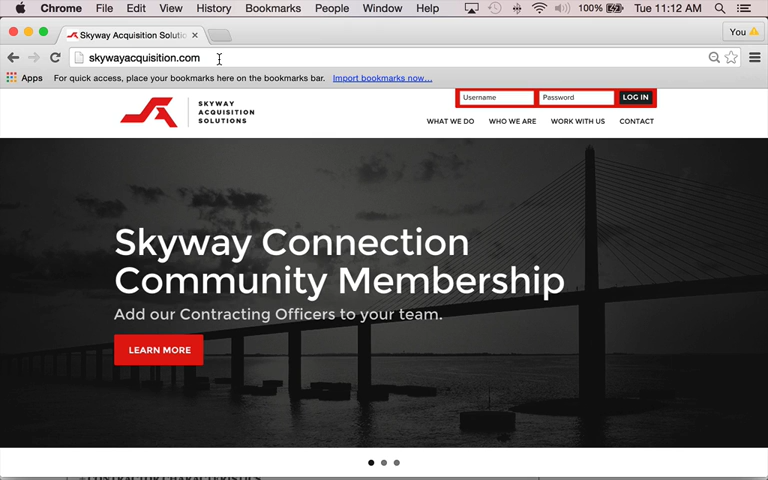 Chrome File Edit View History Bookmarks People Window Help 100% Tue 11:12 AM
Skyway Acquisition Solutio You
skywayacquisition.com
Apps For quick access, place your bookmarks here on the bookmarks bar. Import bookmarks now...
Username Password LOG IN
SKYWAY
ACQUISITION
SOLUTIONS
WHAT WE DO WHO WE ARE WORK WITH US CONTACT
Skyway Connection
Community Membership
Add our Contracting Officers to your team.
LEARN MORE